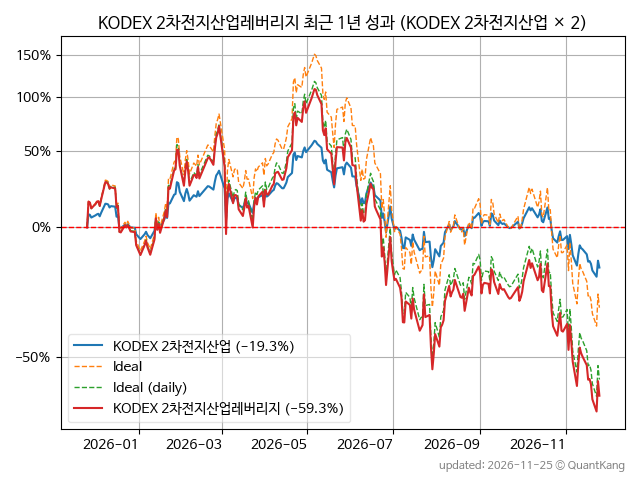 KODEX 2차전지산업레버리지 최근 1년 성과 (KODEX 2차전지산업 × 2)
150%
100%
50%
0%
−50%
KODEX 2차전지산업 (−19.3%)
Ideal
Ideal (daily)
KODEX 2차전지산업레버리지 (−59.3%)
2026-01 2026-03 2026-05 2026-07 2026-09 2026-11
updated: 2026-11-25 © QuantKang